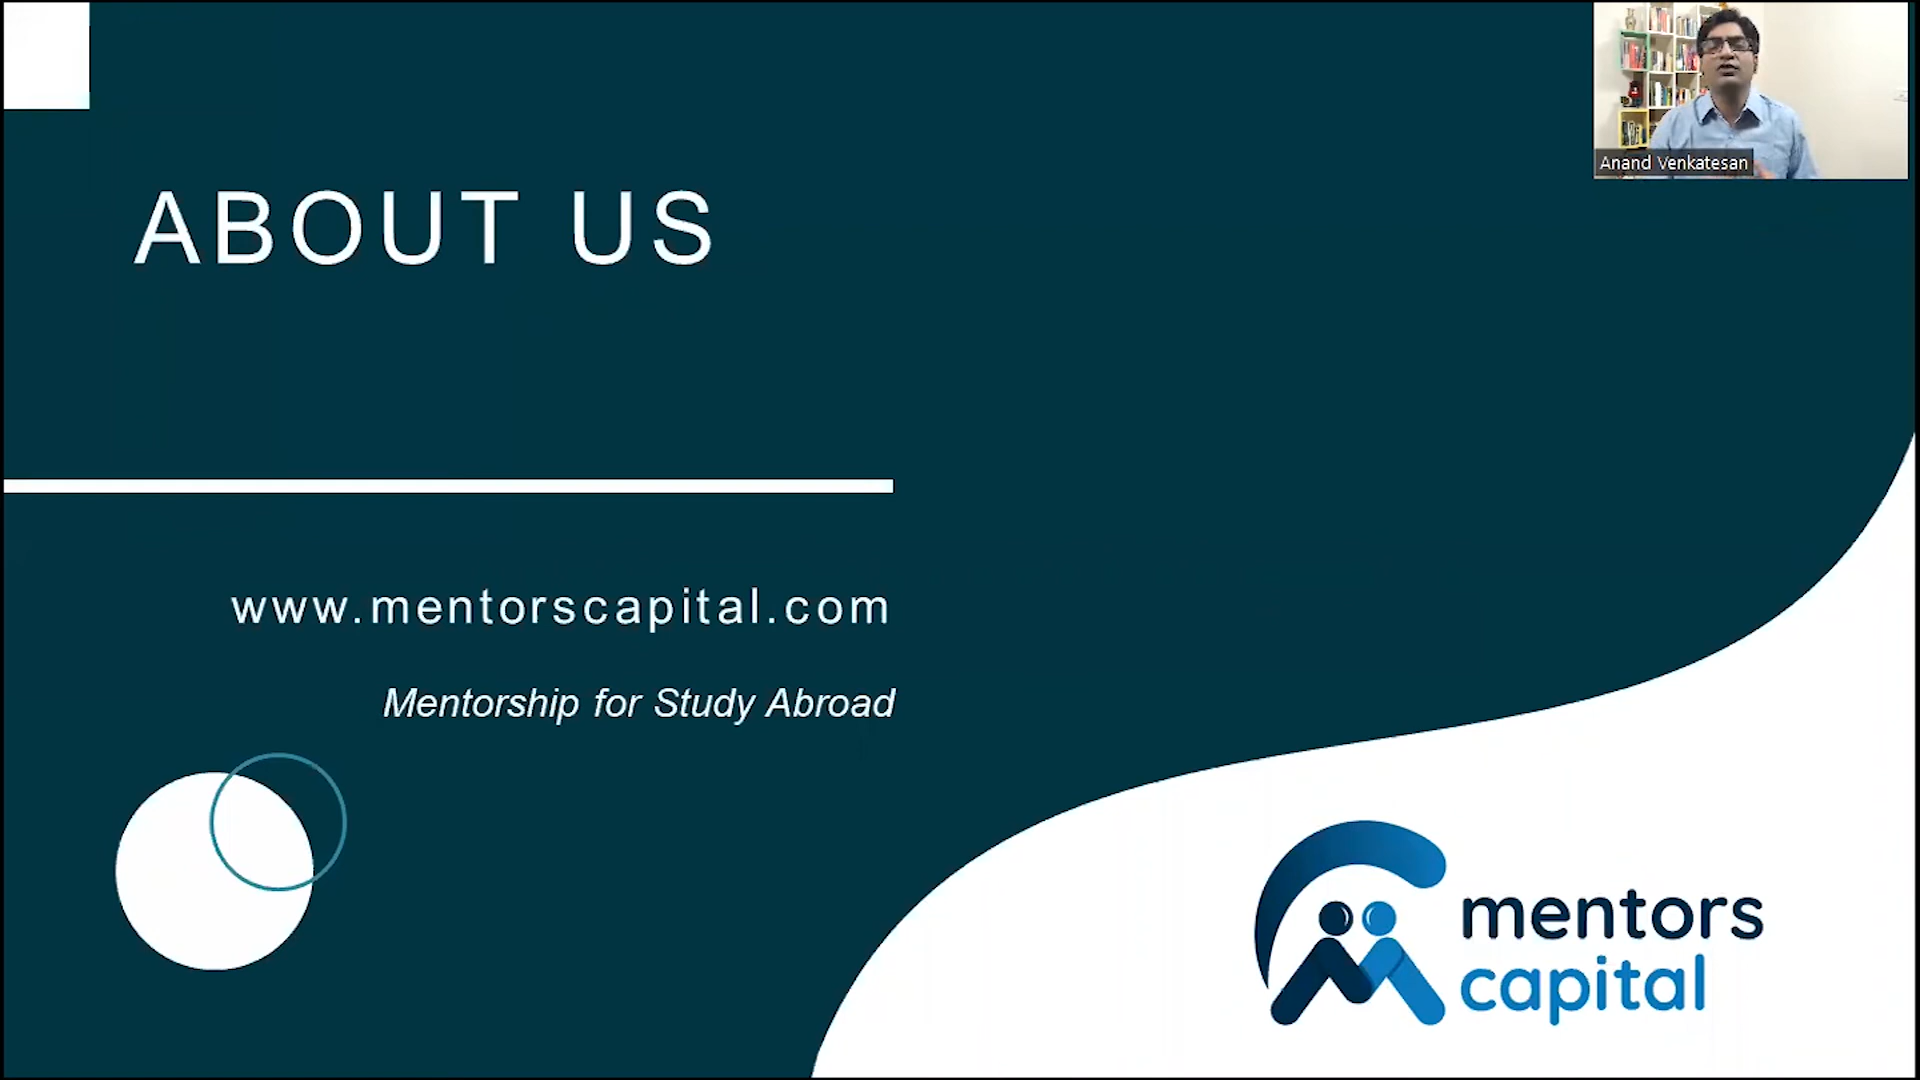 ABOUT US
Anand Venkatesan
www.mentorscapital.com
Mentorship for Study Abroad
mentors
capital